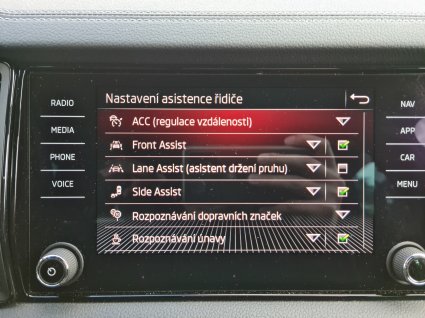 Nastavení asistence řidiče
RADIO
MEDIA
PHONE
VOICE
ACC (regulace vzdálenosti)
Front Assist
Lane Assist (asistent držení pruhu)
Side Assist
Rozpoznávání dopravních značek
Rozpoznávání únavy
NAV
APP
CAR
MENU